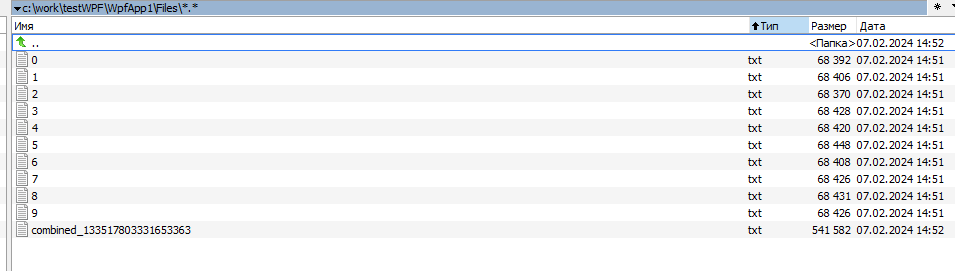 c:\work\testWPF\WpfApp1\Files\*.* *
Имя Тип Размер Дата
.. <Папка> 07.02.2024 14:52
0 txt 68 392 07.02.2024 14:51
1 txt 68 406 07.02.2024 14:51
2 txt 68 370 07.02.2024 14:51
3 txt 68 428 07.02.2024 14:51
4 txt 68 420 07.02.2024 14:51
5 txt 68 448 07.02.2024 14:51
6 txt 68 408 07.02.2024 14:51
7 txt 68 426 07.02.2024 14:51
8 txt 68 431 07.02.2024 14:51
9 txt 68 426 07.02.2024 14:51
combined_133517803331653363 txt 541 582 07.02.2024 14:52